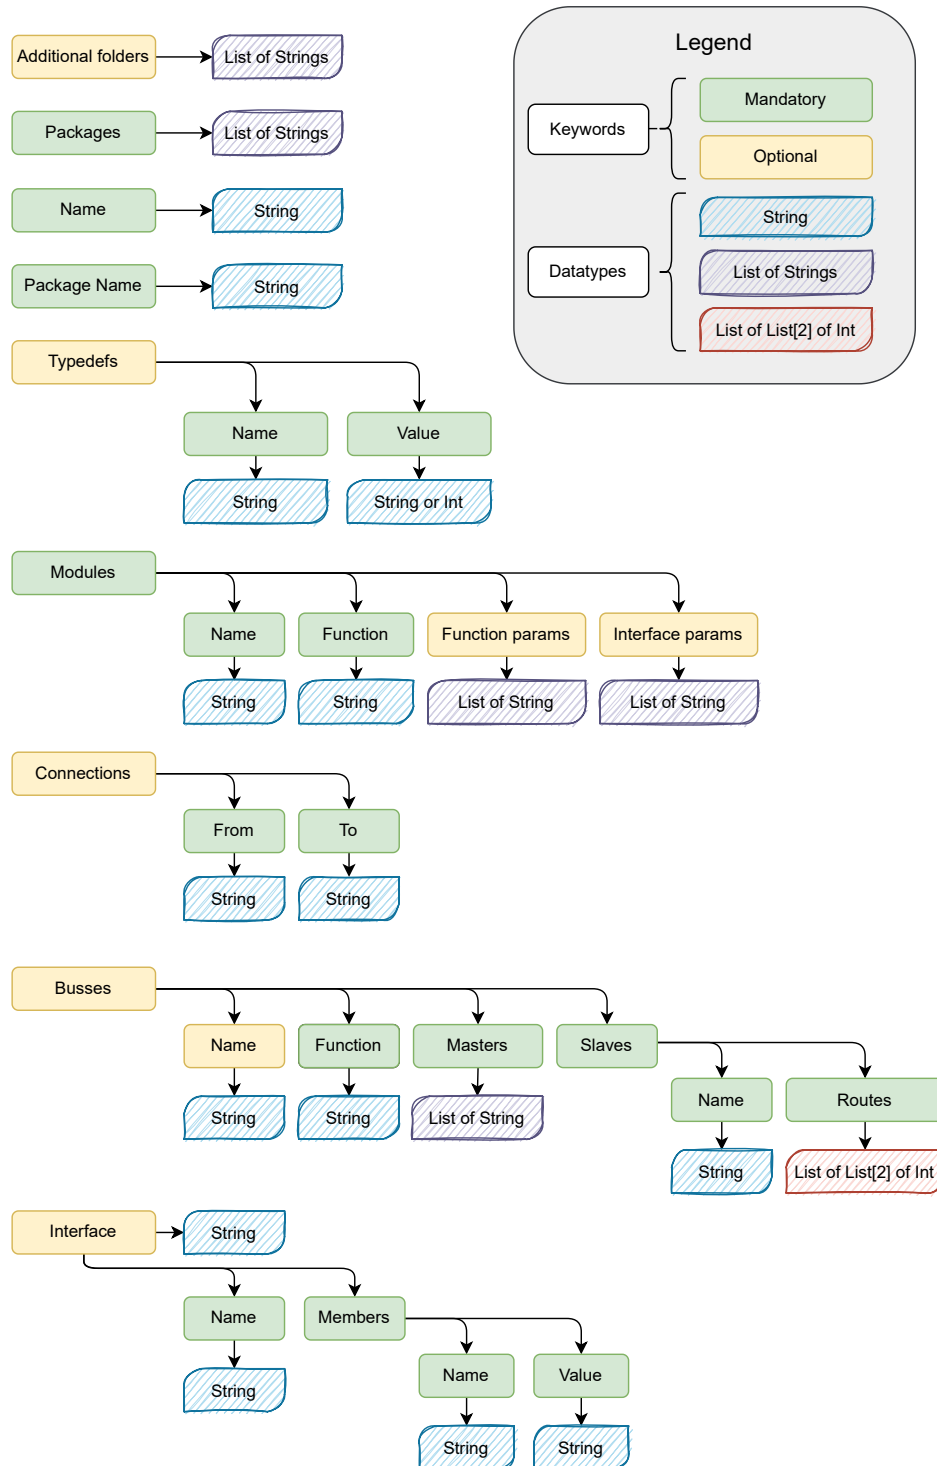 Additional folders
List of Strings
Packages
List of Strings
Name
String
Package Name
String
Legend
Keywords
Mandatory
Optional
Datatypes
String
List of Strings
List of List[2] of Int
Typedefs
Name
Value
String
String or Int
Modules
Name
Function
Function params
Interface params
String
String
List of String
List of String
Connections
From
To
String
String
Busses
Name
Function
Masters
Slaves
String
String
List of String
Name
Routes
String
List of List[2] of Int
Interface
String
Name
Members
String
Name
Value
String
String